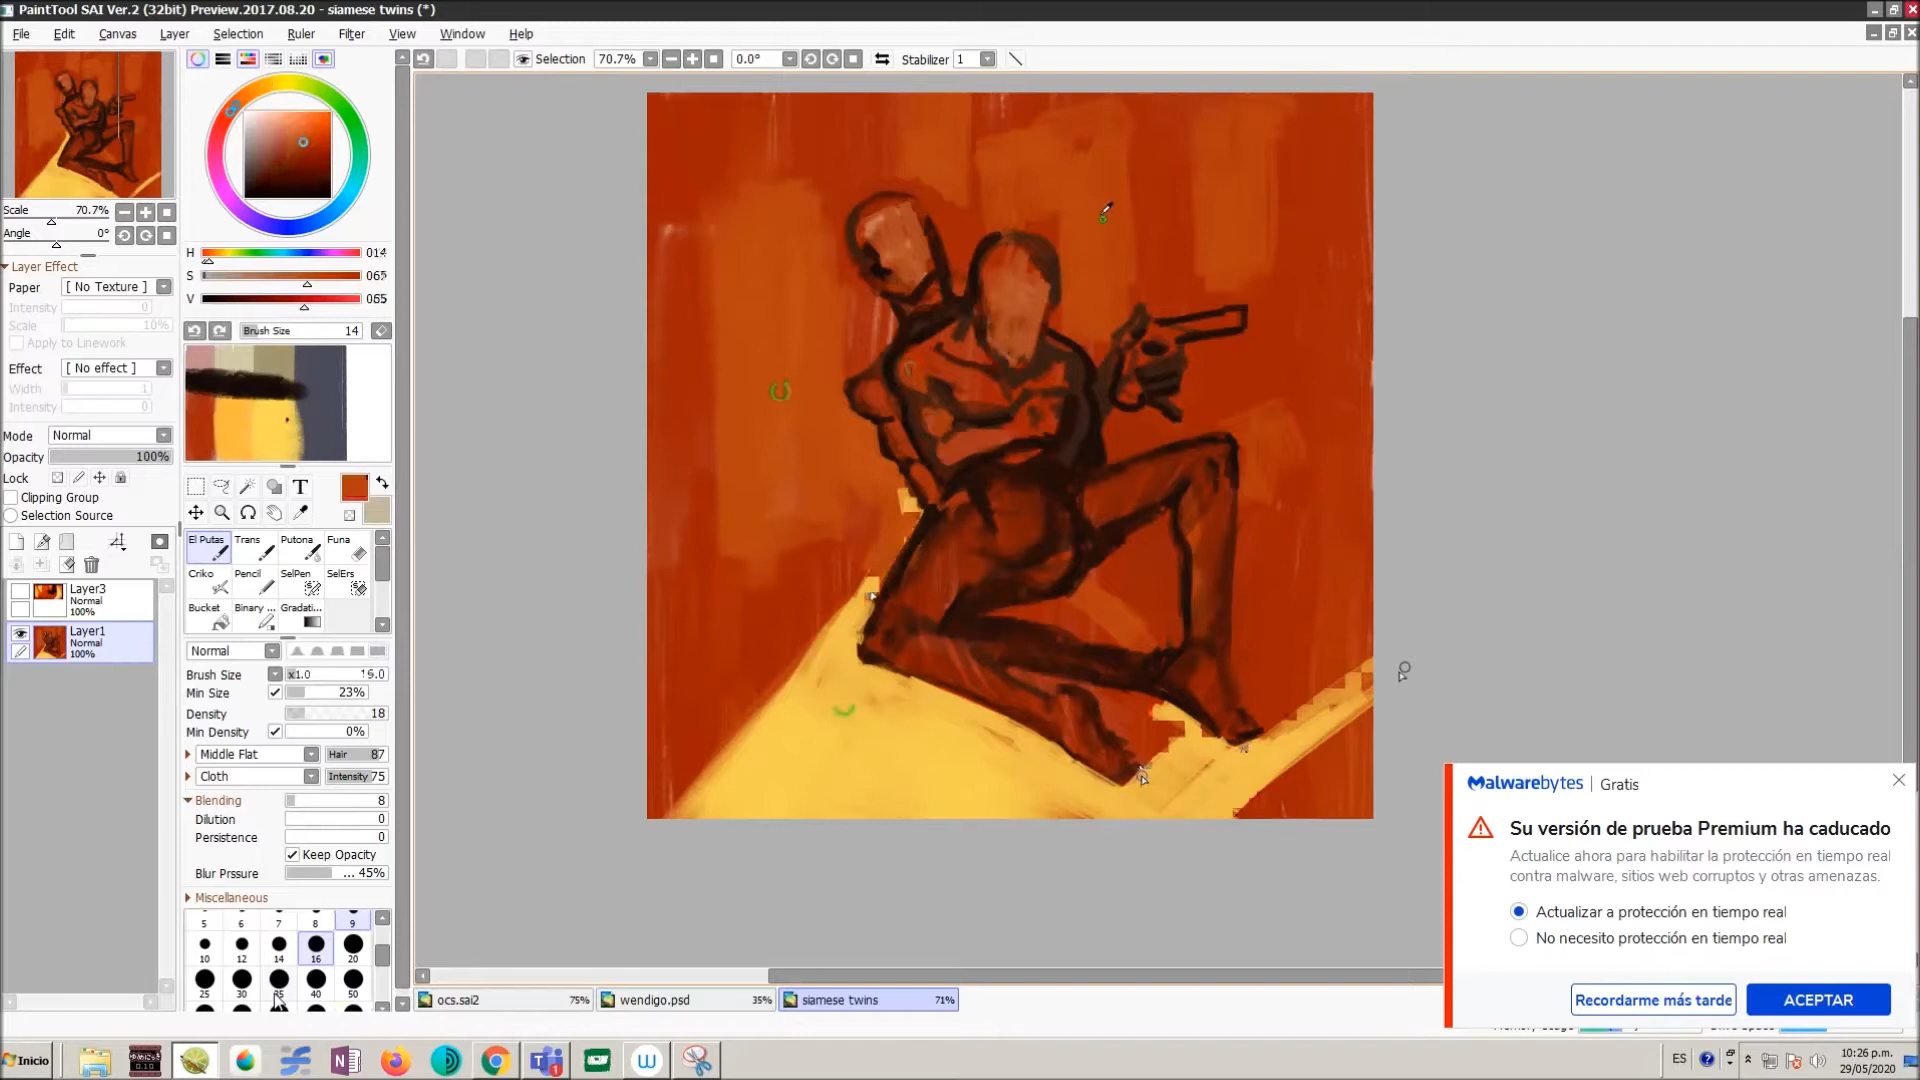 PaintTool SAI Ver.2 (32bit) Preview.2017.08.20 - siamese twins (*)
File Edit Canvas Layer Selection Ruler Filter View Window Help
Selection 70.7% 0.0° Stabilizer 1
Scale 70.7%
Angle 0°
Layer Effect
Paper [ No Texture ]
Intensity 0
Scale 10%
Apply to Linework
Effect [ No effect ]
Width 1
Intensity 0
Mode Normal
Opacity 100%
Lock
Clipping Group
Selection Source
Layer3
Normal
100%
Layer1
Normal
100%
H 014
S
V
Brush Size 14
T
El Putas Trans Putona Funa
Criko Pencil SelPen SelErs
Bucket Binary ... Gradati...
Normal
Brush Size x1.0
Min Size 23%
Density 18
Min Density 0%
Middle Flat Hair 87
Cloth Intensity 75
Blending 8
Dilution 0
Persistence 0
Keep Opacity
Blur Prssure ... 45%
Miscellaneous
5 6 7 8 9
10 12 14 16 20
25 30 35 40 50
ocs.sai2 75% wendigo.psd 35% siamese twins 71%
Malwarebytes | Gratis
Su versión de prueba Premium ha caducado
Actualice ahora para habilitar la protección en tiempo real
contra malware, sitios web corruptos y otras amenazas.
Actualizar a protección en tiempo real
No necesito protección en tiempo real
Recordarme más tarde ACEPTAR
Inicio
ES
10:26 p.m.
29/05/2020